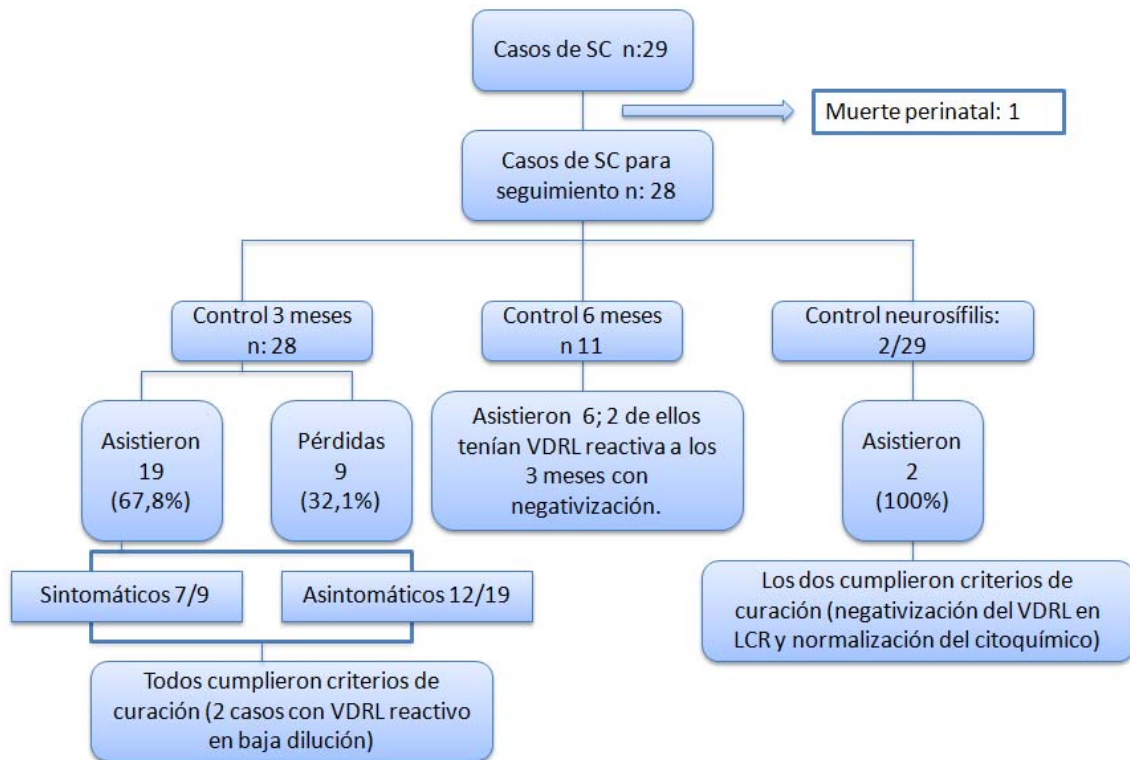 Casos de SC n:29
Muerte perinatal: 1
Casos de SC para
seguimiento n: 28
Control 3 meses
n: 28
Control 6 meses
n 11
Control neurosífilis:
2/29
Asistieron
19
(67,8%)
Pérdidas
9
(32,1%)
Asistieron 6; 2 de ellos
tenían VDRL reactiva a los
3 meses con
negativización.
Asistieron
2
(100%)
Sintomáticos 7/9
Asintomáticos 12/19
Los dos cumplieron criterios de
curación (negativización del VDRL en
LCR y normalización del citoquímico)
Todos cumplieron criterios de
curación (2 casos con VDRL reactivo
en baja dilución)